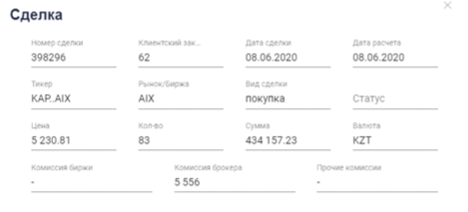 Сделка
Номер сделки Клиентский зак... Дата сделки Дата расчета
398296 62 08.06.2020 08.06.2020
Тикер Рынок/Биржа Вид сделки
KAP..AIX AIX покупка Статус
Цена Кол-во Сумма Валюта
5 230.81 83 434 157.23 KZT
Комиссия биржи Комиссия брокера Прочие комиссии
- 5 556 -